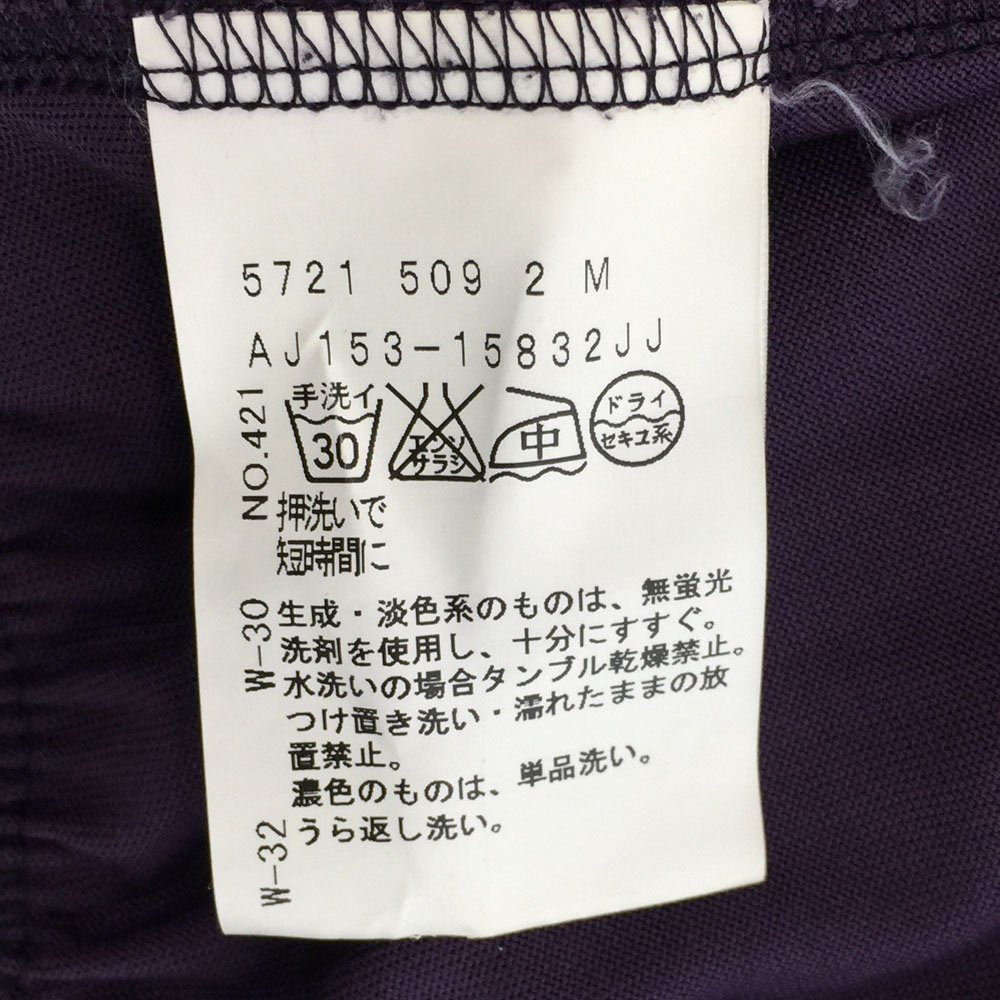 5721 509 2 M
AJ153-15832JJ
手洗イ
30
エンソ
サラシ
中
ドライ
セキユ系
NO.421
押洗いで
短時間に
W-30
生成・淡色系のものは、無蛍光
洗剤を使用し、十分にすすぐ。
水洗いの場合タンブル乾燥禁止。
つけ置き洗い・濡れたままの放
置禁止。
濃色のものは、単品洗い。
うら返し洗い。
W-32